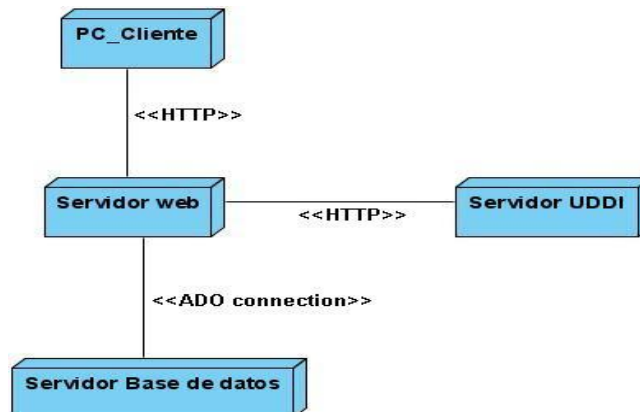 PC_Cliente
<<HTTP>>
Servidor web
<<HTTP>>
Servidor UDDI
<<ADO connection>>
Servidor Base de datos